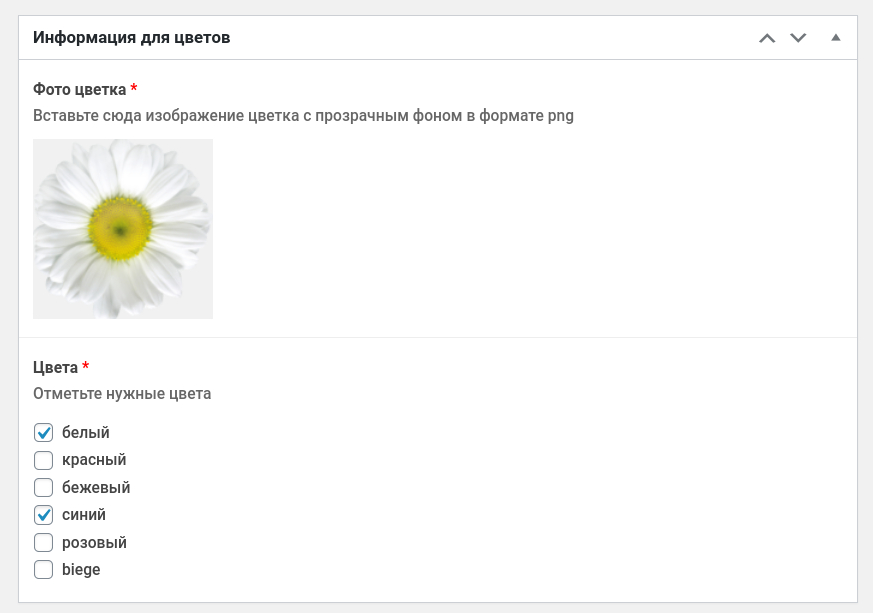 Информация для цветов
Фото цветка *
Вставьте сюда изображение цветка с прозрачным фоном в формате png
Цвета *
Отметьте нужные цвета
белый
красный
бежевый
синий
розовый
biege